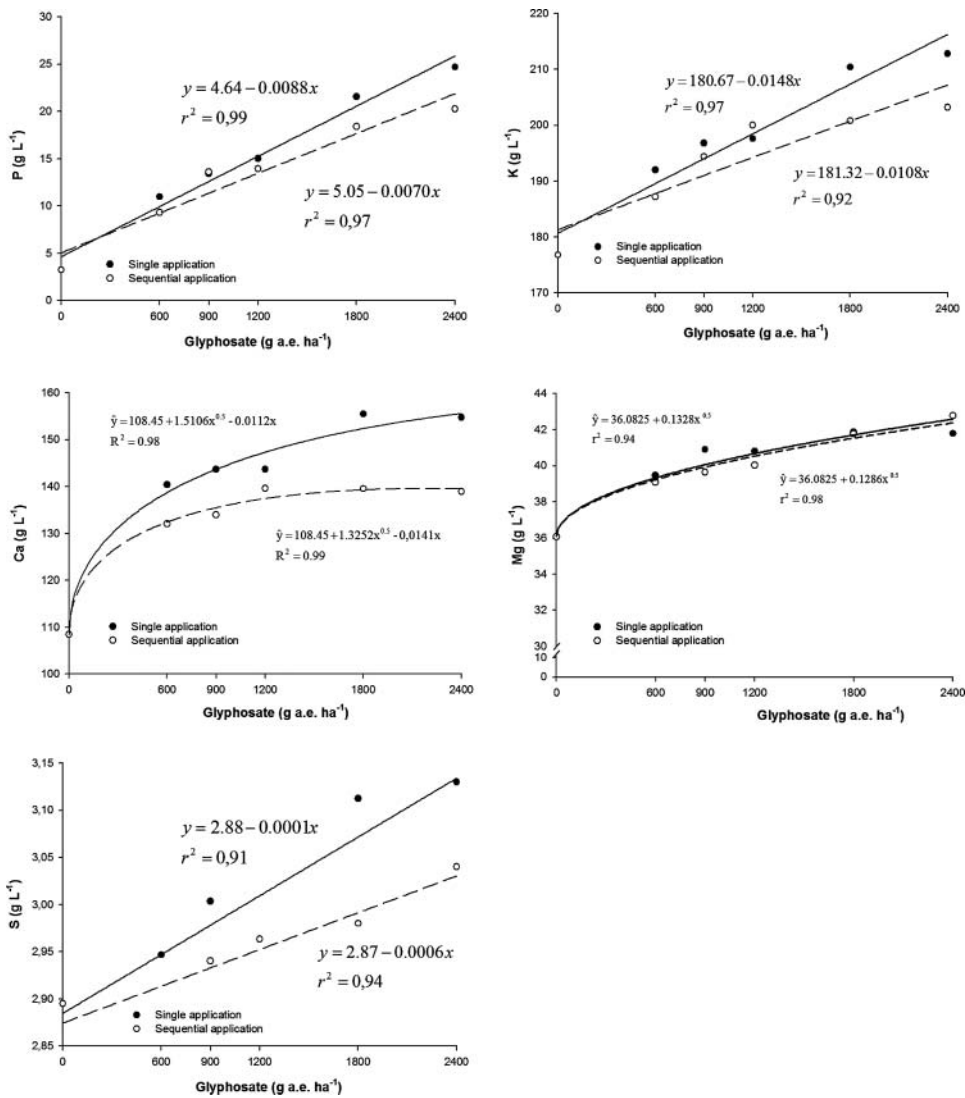 25
30
20
15
10
5
0
P (g L⁻¹)
y = 4.64 – 0.0088x
r² = 0,99
y = 5.05 – 0.0070x
r² = 0,97
Single application
Sequential application
0 600 900 1200 1800 2400
Glyphosate (g a.e. ha⁻¹)
220
210
200
190
180
170
K (g L⁻¹)
y = 180.67 – 0.0148x
r² = 0,97
y = 181.32 – 0.0108x
r² = 0,92
Single application
Sequential application
0 600 900 1200 1800 2400
Glyphosate (g a.e. ha⁻¹)
160
150
140
130
120
110
100
Ca (g L⁻¹)
ŷ = 108.45 + 1.5106x⁰·⁵ - 0.0112x
R² = 0.98
ŷ = 108.45 + 1.3252x⁰·⁵ - 0,0141x
R² = 0.99
Single application
Sequential application
0 600 900 1200 1800 2400
Glyphosate (g a.e. ha⁻¹)
44
42
40
38
36
34
32
30
10
0
Mg (g L⁻¹)
ŷ = 36.0825 + 0.1328x⁰·⁵
r² = 0.94
ŷ = 36.0825 + 0.1286x⁰·⁵
r² = 0.98
Single application
Sequential application
0 600 900 1200 1800 2400
Glyphosate (g a.e. ha⁻¹)
3,15
3,10
3,05
3,00
2,95
2,90
2,85
S (g L⁻¹)
y = 2.88 – 0.0001x
r² = 0,91
y = 2.87 – 0.0006x
r² = 0,94
Single application
Sequential application
0 600 900 1200 1800 2400
Glyphosate (g a.e. ha⁻¹)